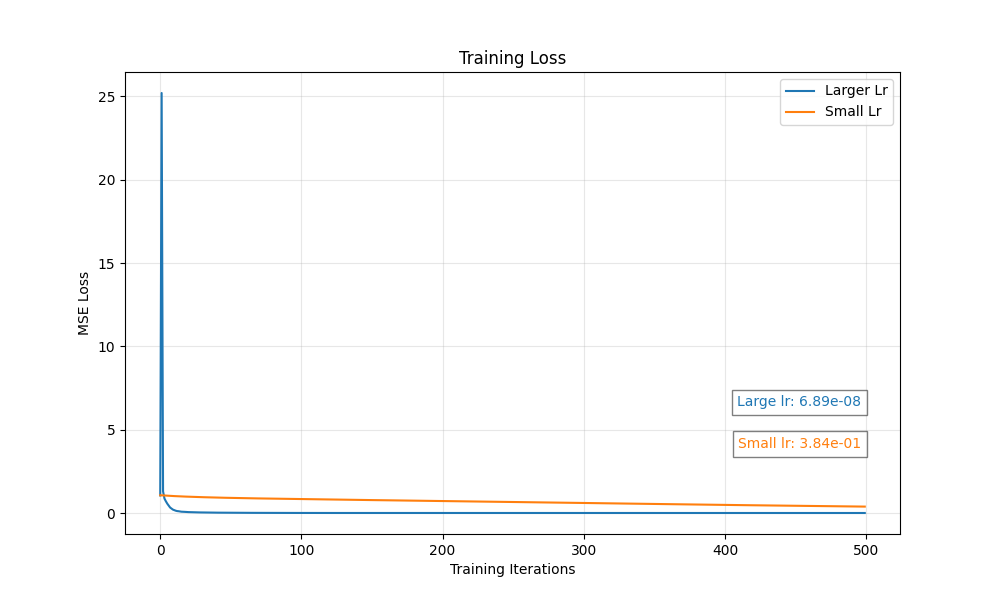 Training Loss
Larger Lr
Small Lr
MSE Loss
25
20
15
10
5
0
Large lr: 6.89e-08
Small lr: 3.84e-01
0 100 200 300 400 500
Training Iterations